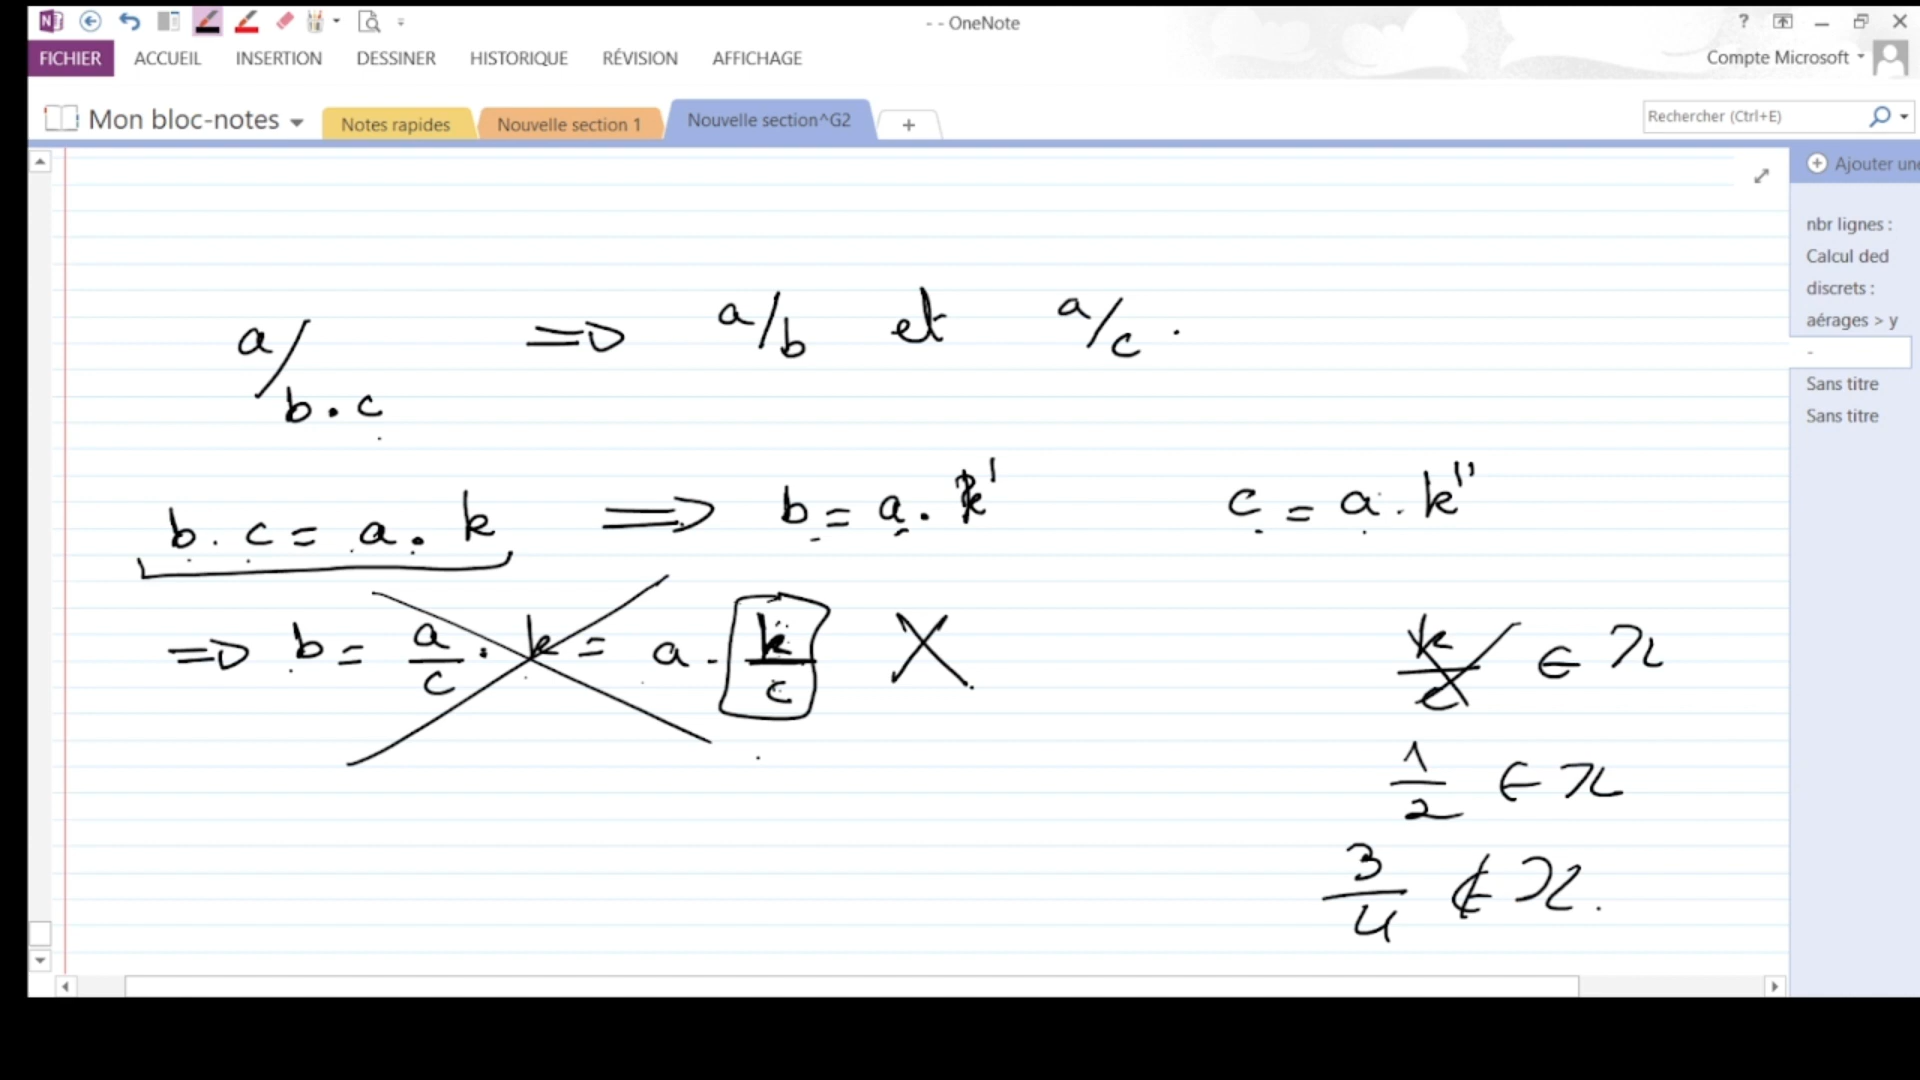 - - OneNote
?
FICHIER ACCUEIL INSERTION DESSINER HISTORIQUE RÉVISION AFFICHAGE
Compte Microsoft
Mon bloc-notes Notes rapides Nouvelle section 1 Nouvelle section^G2 +
Rechercher (Ctrl+E)
Ajouter une
nbr lignes :
Calcul ded
discrets :
aérages > y
-
Sans titre
Sans titre
a/b.c => a/b et a/c.
b.c = a.k => b = a.k' c = a.k"
=> b = a/c . k = a . k/c X
k/c ∈ ℤ
1/2 ∈ ℤ
3/4 ∉ ℤ.